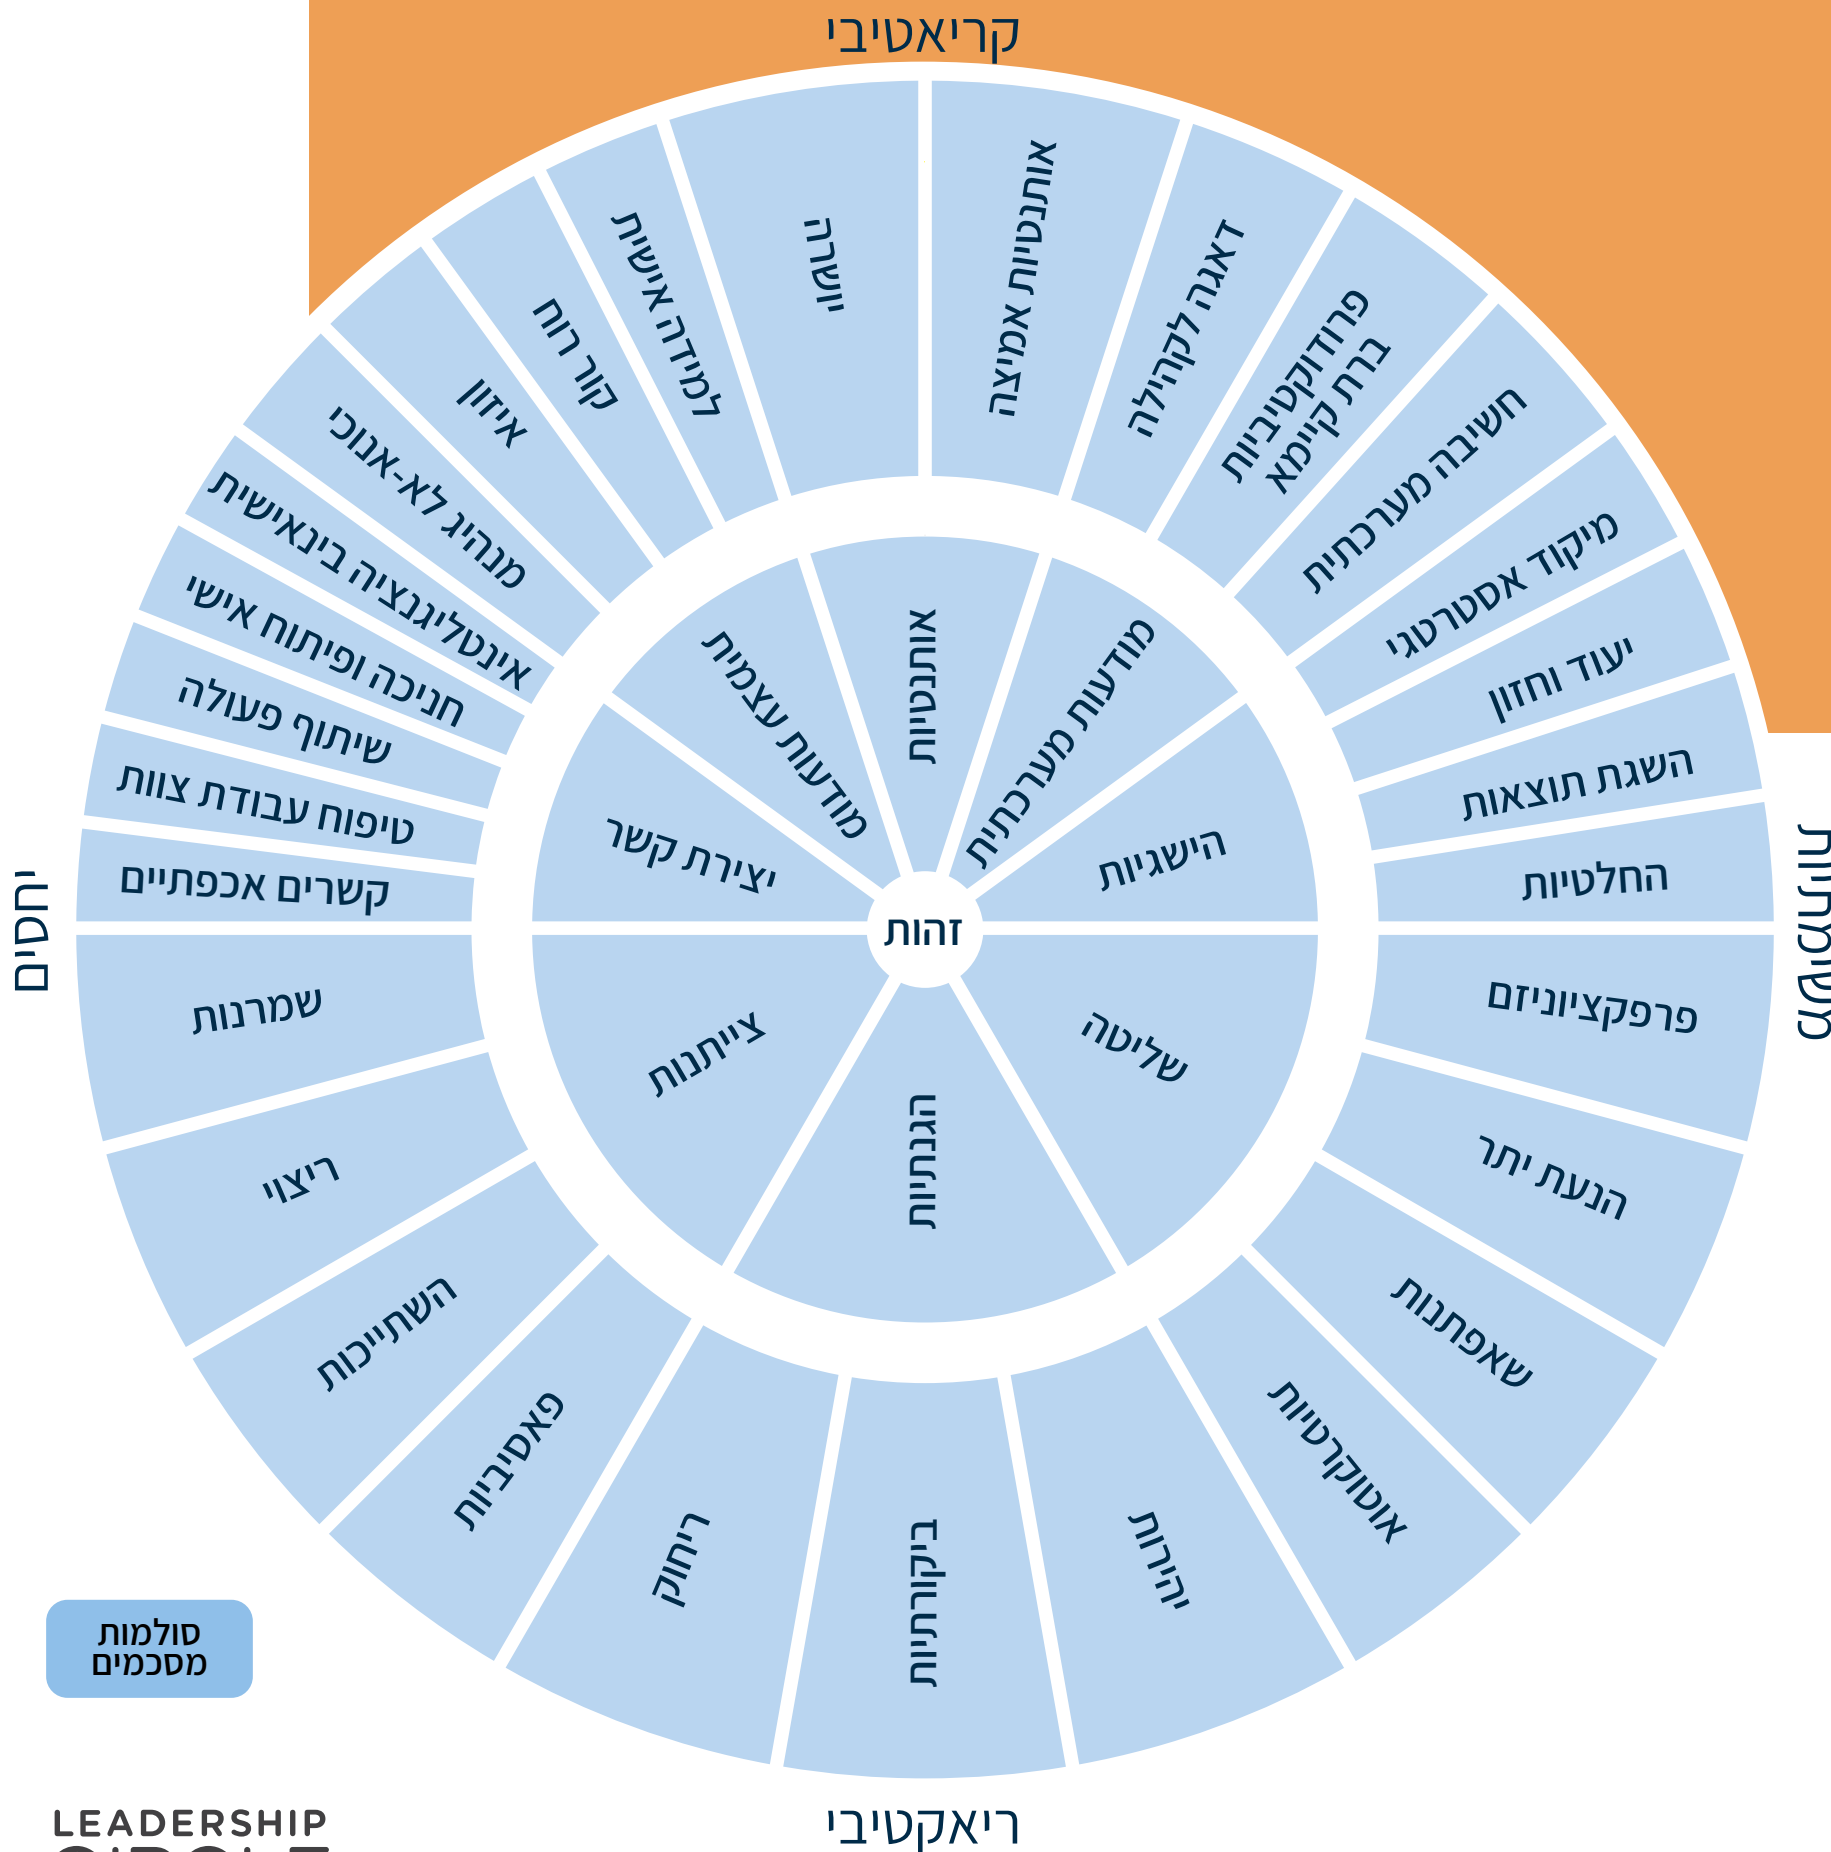 קריאטיבי
יושרה
למידה אישית
קור רוח
איזון
מנהיג לא-אנוכי
אינטליגנציה בינאישית
חניכה ופיתוח אישי
שיתוף פעולה
טיפוח עבודת צוות
קשרים אכפתיים
אותנטיות אמיצה
דאגה לקהילה
פרודוקטיביות
ברת קיימא
חשיבה מערכתית
מיקוד אסטרטגי
יעוד וחזון
השגת תוצאות
החלטיות
מודעות עצמית
אותנטיות
מודעות מערכתית
יצירת קשר
הישגיות
זהות
צייתנות
הגנתיות
שליטה
יחסים
משימתיות
פרפקציוניזם
הנעת יתר
שאפתנות
אוטוקרטיות
יהירות
ביקורתיות
ריחוק
פאסיביות
השתייכות
ריצוי
שמרנות
ריאקטיבי
סולמות
מסכמים
LEADERSHIP